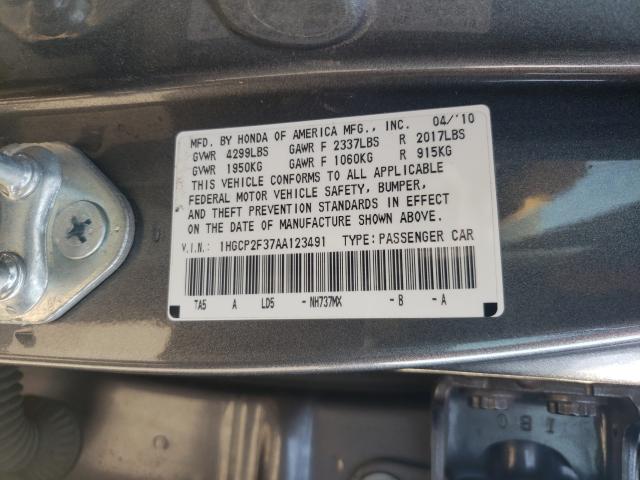 MFD. BY HONDA OF AMERICA MFG., INC. 04/'10
GVWR 4299LBS GAWR F 2337LBS R 2017LBS
GVWR 1950KG GAWR F 1060KG R 915KG
THIS VEHICLE CONFORMS TO ALL APPLICABLE
FEDERAL MOTOR VEHICLE SAFETY, BUMPER,
AND THEFT PREVENTION STANDARDS IN EFFECT
ON THE DATE OF MANUFACTURE SHOWN ABOVE.
V.I.N.: 1HGCP2F37AA123491 TYPE: PASSENGER CAR
TA5 A LD5 -NH737MX -B -A